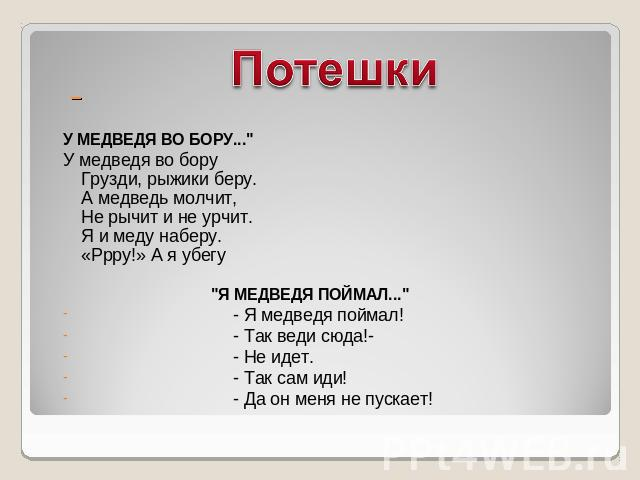 Потешки
У МЕДВЕДЯ ВО БОРУ..."
У медведя во бору
Грузди, рыжики беру.
А медведь молчит,
Не рычит и не урчит.
Я и меду наберу.
«Ррру!» А я убегу
"Я МЕДВЕДЯ ПОЙМАЛ..."
- - Я медведя поймал!
- - Так веди сюда!-
- - Не идет.
- - Так сам иди!
- - Да он меня не пускает!
PPt4WEB.ru